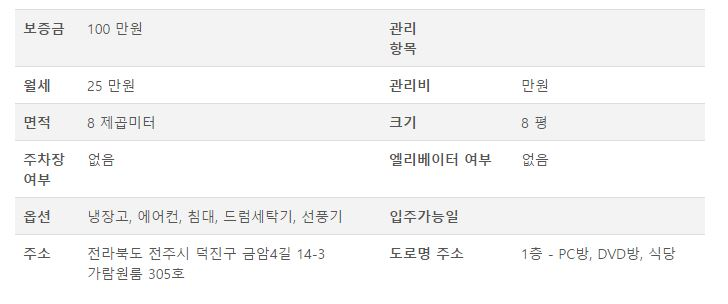 보증금 100 만원 관리
항목
월세 25 만원 관리비 만원
면적 8 제곱미터 크기 8 평
주차장
여부 없음 엘리베이터 여부 없음
옵션 냉장고, 에어컨, 침대, 드럼세탁기, 선풍기 입주가능일
주소 전라북도 전주시 덕진구 금암4길 14-3
가람원룸 305호 도로명 주소 1층 - PC방, DVD방, 식당